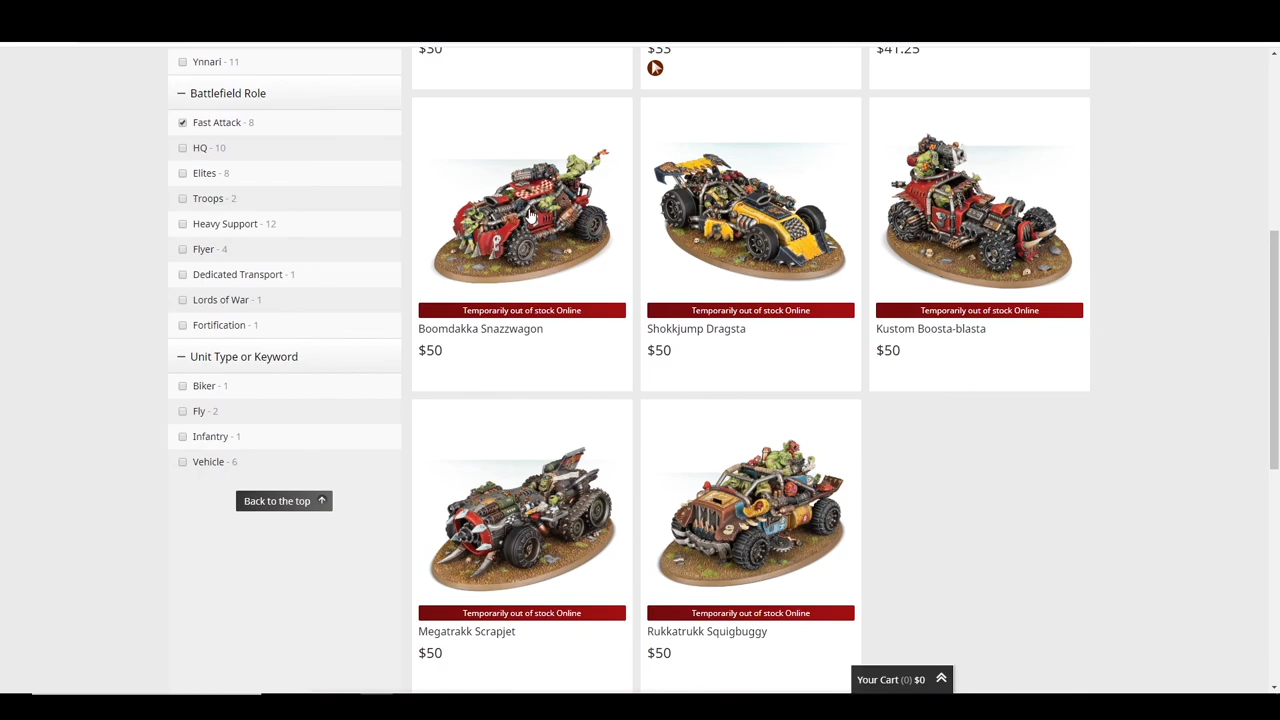 Ynnari - 11
Battlefield Role
Fast Attack - 8
HQ - 10
Elites - 8
Troops - 2
Heavy Support - 12
Flyer - 4
Dedicated Transport - 1
Lords of War - 1
Fortification - 1
Unit Type or Keyword
Biker - 1
Fly - 2
Infantry - 1
Vehicle - 6
Back to the top
$41.25
Temporarily out of stock Online
Boomdakka Snazzwagon
$50
Temporarily out of stock Online
Shokkjump Dragsta
$50
Temporarily out of stock Online
Kustom Boosta-blasta
$50
Temporarily out of stock Online
Megatrakk Scrapjet
$50
Temporarily out of stock Online
Rukkatrukk Squigbuggy
$50
Your Cart (0) $0